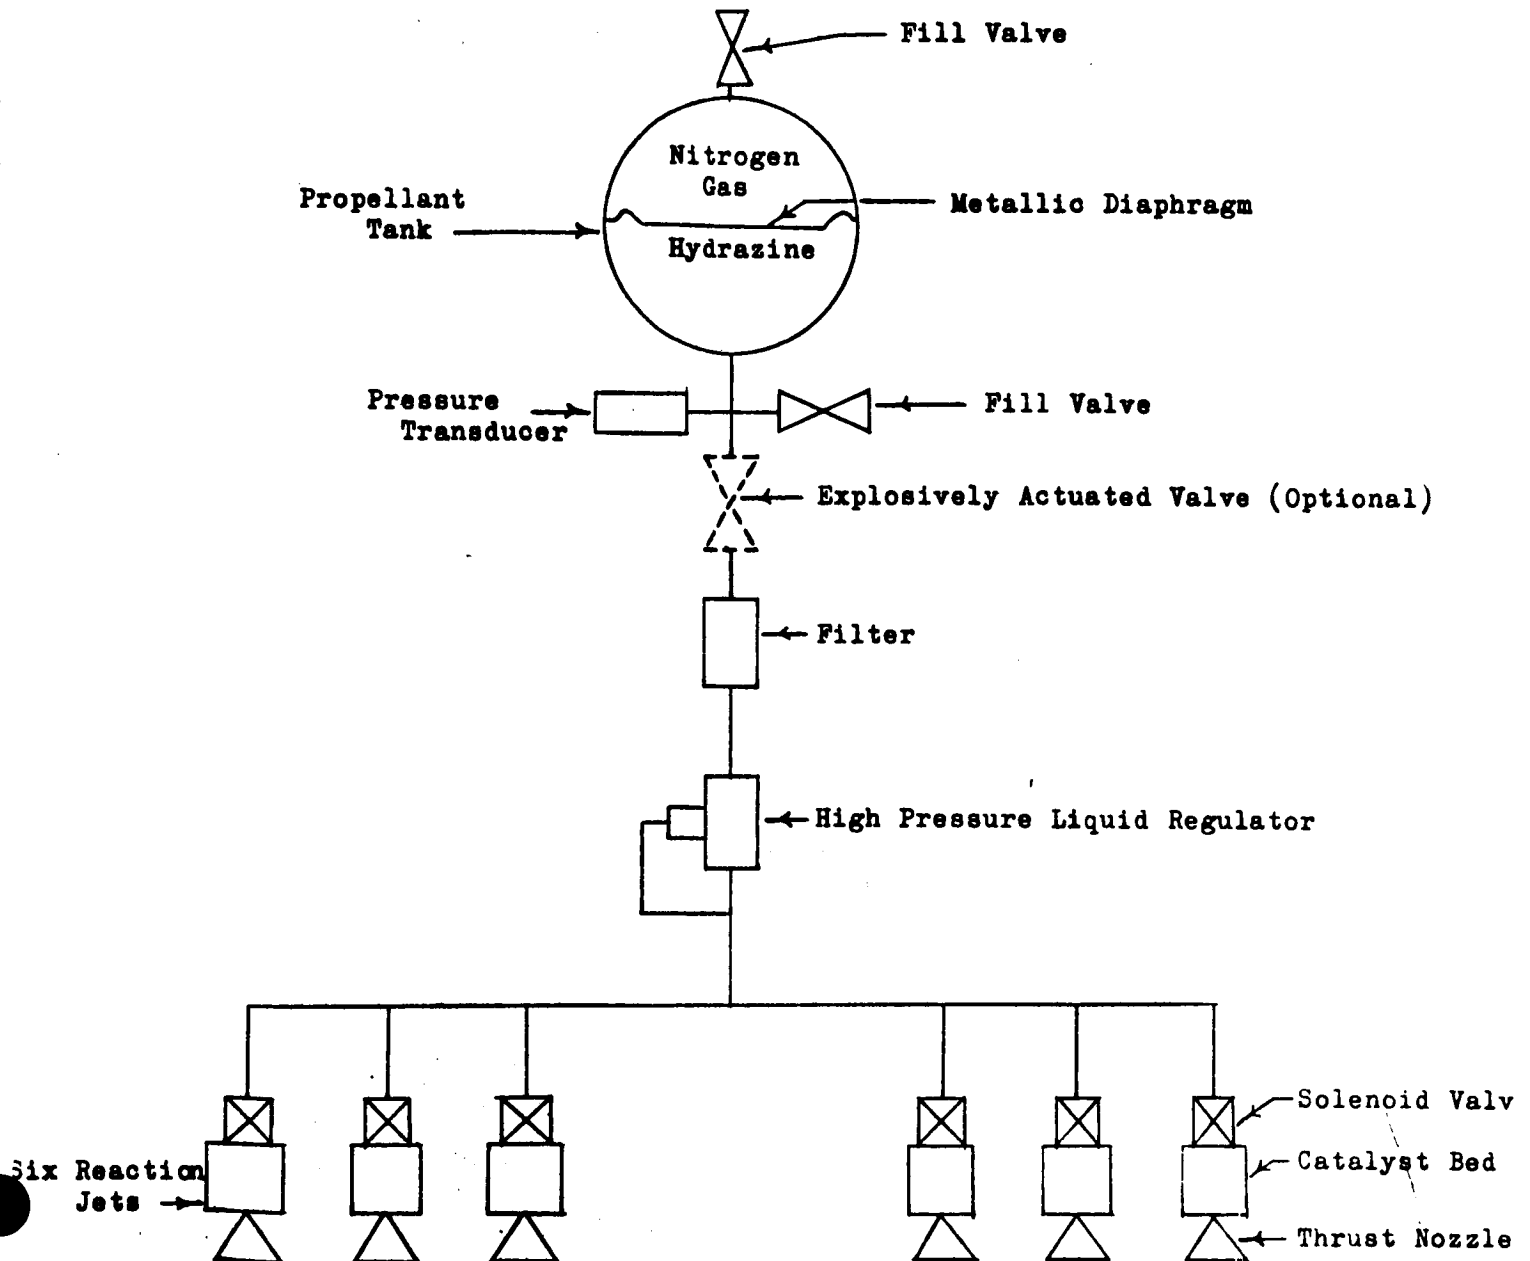 Fill Valve
Nitrogen
Gas
Propellant
Tank
Metallic Diaphragm
Hydrazine
Pressure
Transducer
Fill Valve
Explosively Actuated Valve (Optional)
Filter
High Pressure Liquid Regulator
Solenoid Valv
Six Reaction
Jets
Catalyst Bed
Thrust Nozzle